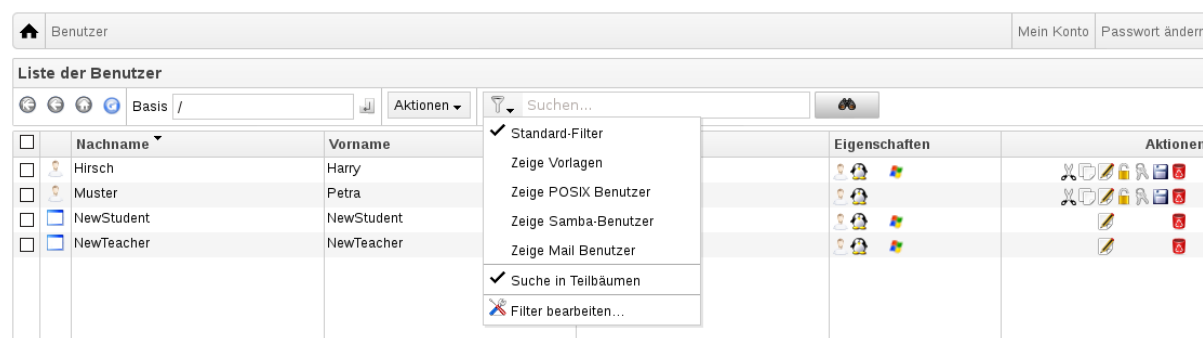 Benutzer Mein Konto Passwort ändern
Liste der Benutzer
Basis / Aktionen Suchen...
Nachname Vorname Eigenschaften Aktionen
Standard-Filter
Hirsch Harry
Zeige Vorlagen
Muster Petra
Zeige POSIX Benutzer
NewStudent NewStudent
Zeige Samba-Benutzer
NewTeacher NewTeacher
Zeige Mail Benutzer
Suche in Teilbäumen
Filter bearbeiten...